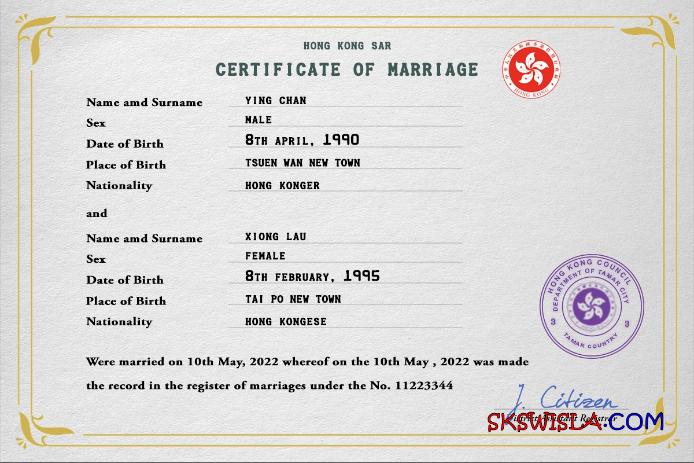 HONG KONG SAR
CERTIFICATE OF MARRIAGE
HONG KONG
Name amd Surname YING CHAN
Sex MALE
Date of Birth 8TH APRIL, 1990
Place of Birth TSUEN WAN NEW TOWN
Nationality HONG KONGER
and
Name amd Surname XIONG LAU
Sex FEMALE
Date of Birth 8TH FEBRUARY, 1995
Place of Birth TAI PO NEW TOWN
Nationality HONG KONGESE
HONG KONG COUNCIL
DEPARTMENT OF TAMAR CITY
3 3
TAMAR COUNTRY
Were married on 10th May, 2022 whereof on the 10th May , 2022 was made
the record in the register of marriages under the No. 11223344
J. Citizen
Registrar
SKSWISLA.COM